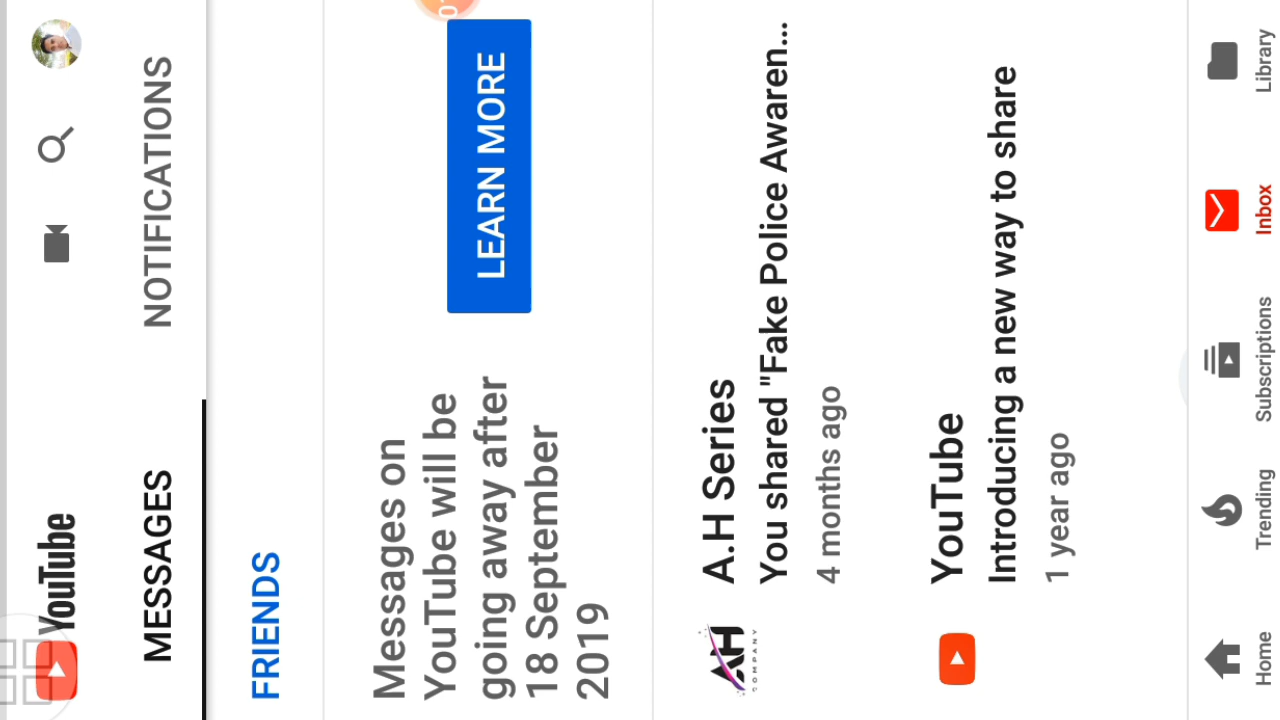 YouTube
MESSAGES NOTIFICATIONS
FRIENDS
Messages on
YouTube will be
going away after
18 September
2019
LEARN MORE
A.H Series
You shared "Fake Police Awaren...
4 months ago
AH
COMPANY
YouTube
Introducing a new way to share
1 year ago
Home Trending Subscriptions Inbox Library